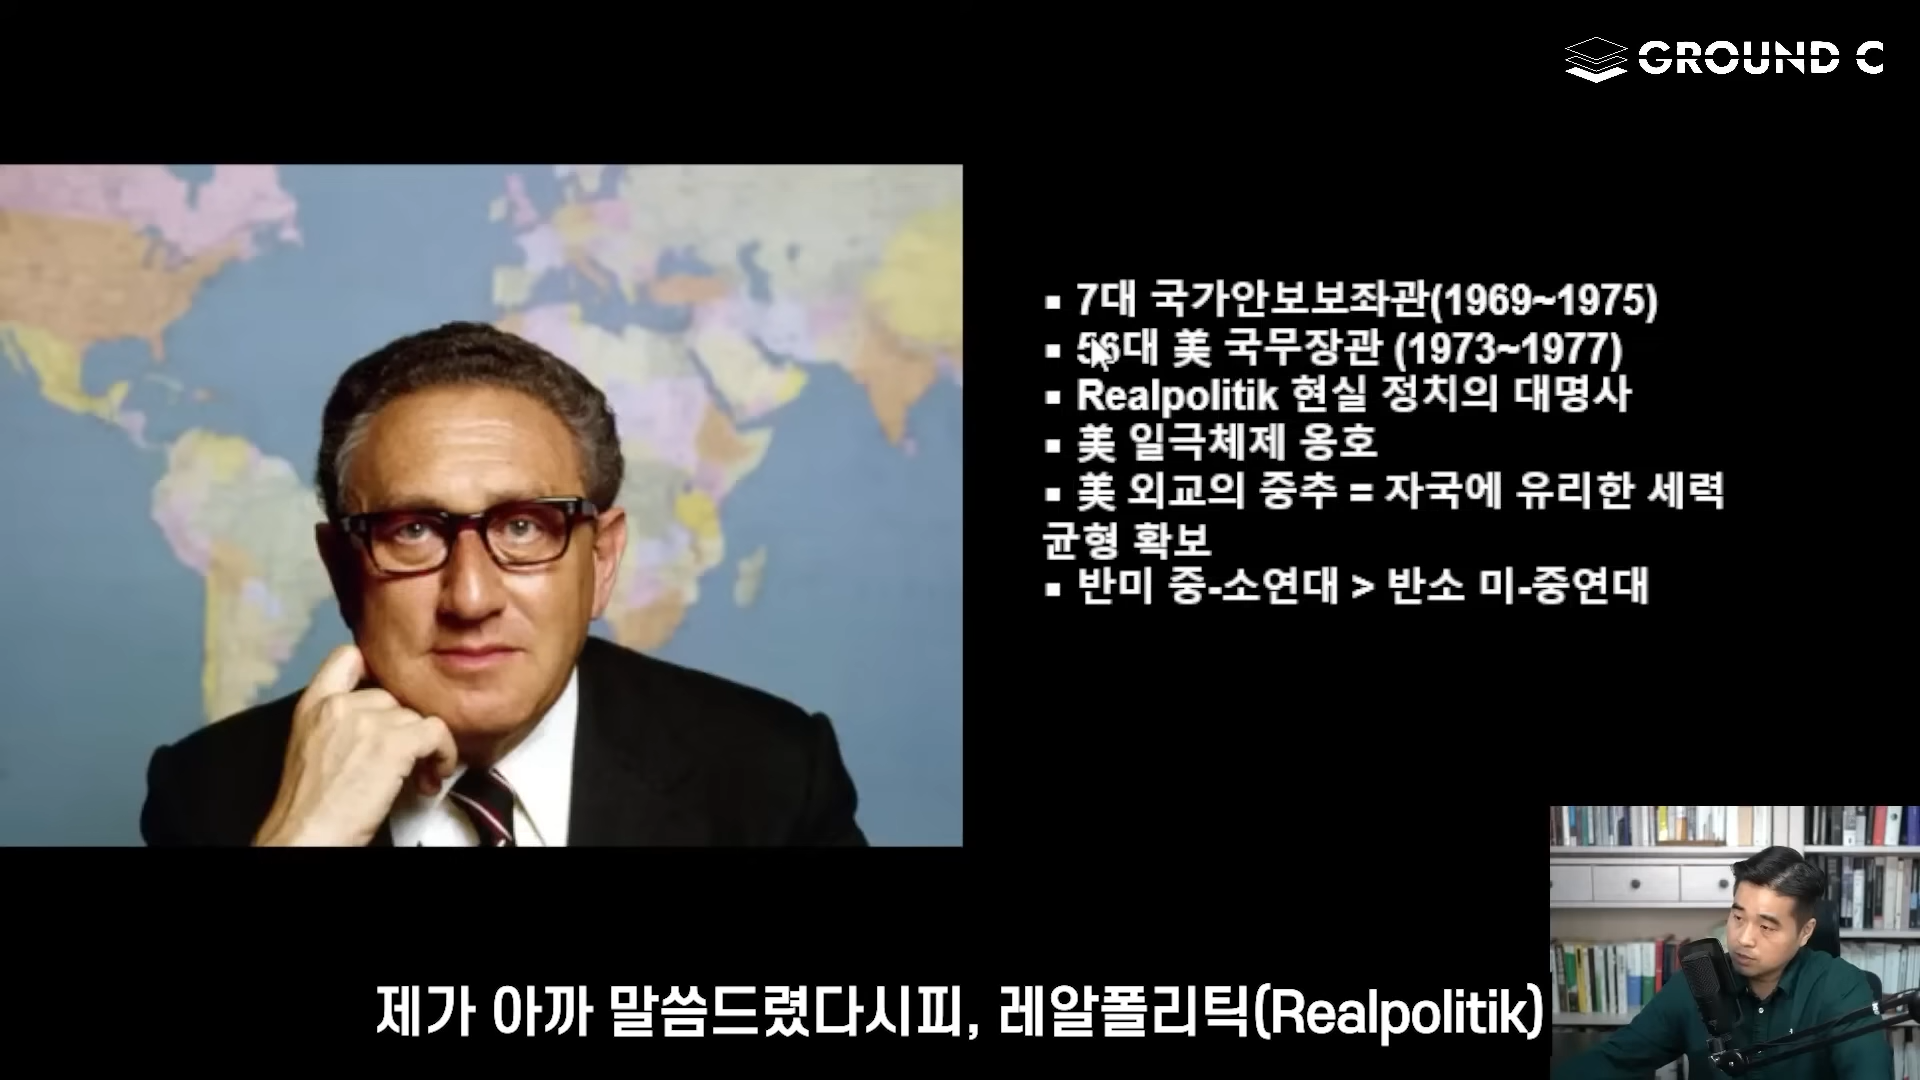 GROUND C
▪ 7대 국가안보보좌관(1969~1975)
▪ 56대 美 국무장관 (1973~1977)
▪ Realpolitik 현실 정치의 대명사
▪ 美 일극체제 옹호
▪ 美 외교의 중추 = 자국에 유리한 세력
균형 확보
▪ 반미 중-소연대 > 반소 미-중연대
제가 아까 말씀드렸다시피, 레알폴리틱(Realpolitik)